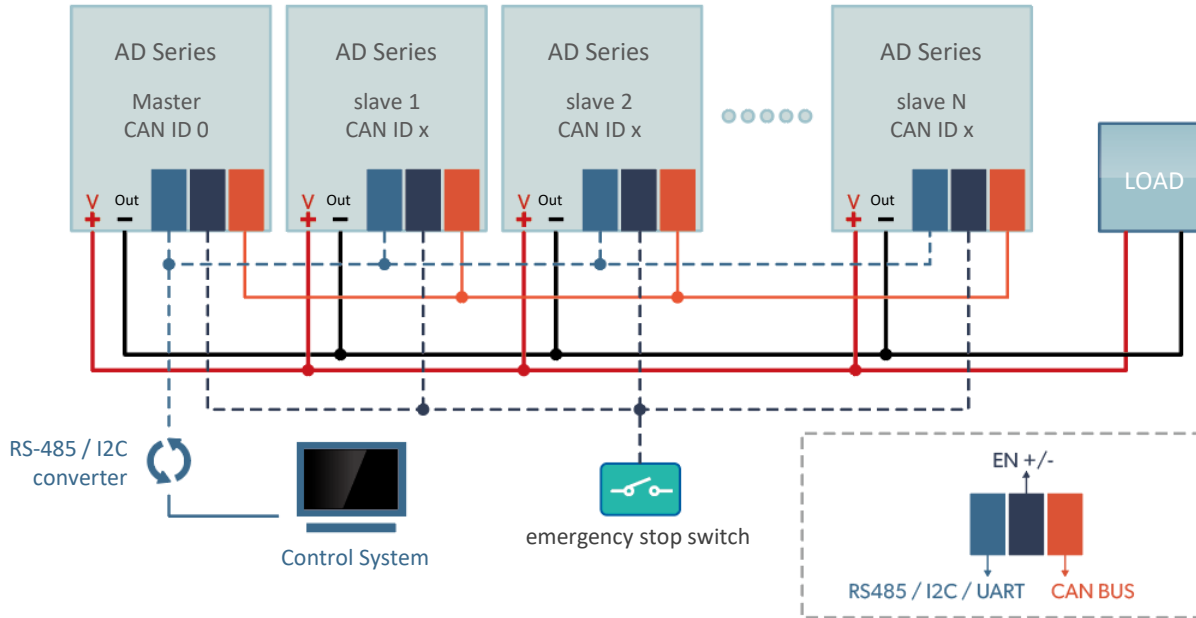 AD Series
Master
CAN ID 0
V
+
Out
−
AD Series
slave 1
CAN ID x
V
+
Out
−
AD Series
slave 2
CAN ID x
V
+
Out
−
AD Series
slave N
CAN ID x
V
+
Out
−
LOAD
RS-485 / I2C
converter
Control System
emergency stop switch
EN +/-
RS485 / I2C / UART
CAN BUS